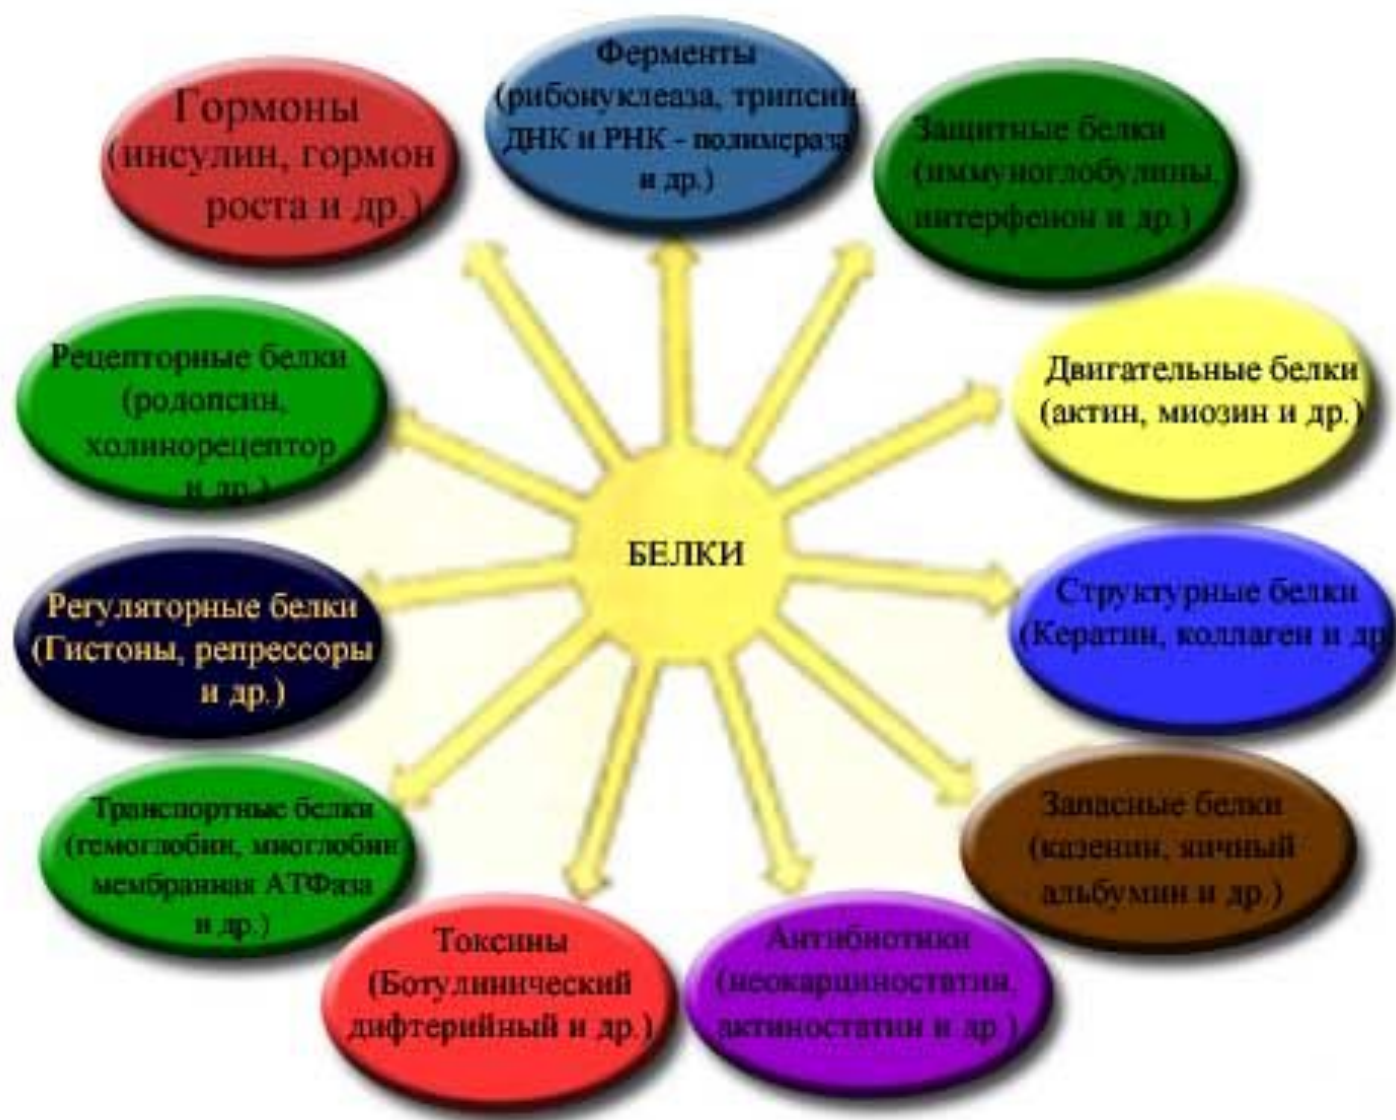 Ферменты
(рибонуклеаза, трипсин
ДНК и РНК - полимераза
и др.)
Гормоны
(инсулин, гормон
роста и др.)
Защитные белки
(иммуноглобулины,
интерфенон и др.)
Рецепторные белки
(родопсин,
холинорецептор
и др.)
Двигательные белки
(актин, миозин и др.)
БЕЛКИ
Регуляторные белки
(Гистоны, репрессоры
и др.)
Структурные белки
(Кератин, коллаген и др
Транспортные белки
(гемоглобин, миоглобин
мембранная АТФаза
и др.)
Запасные белки
(казенин, яичный
альбумин и др.)
Токсины
(Ботулинический
дифтерийный и др.)
Антибиотики
(неокарциностатин,
актиностатин и др.)